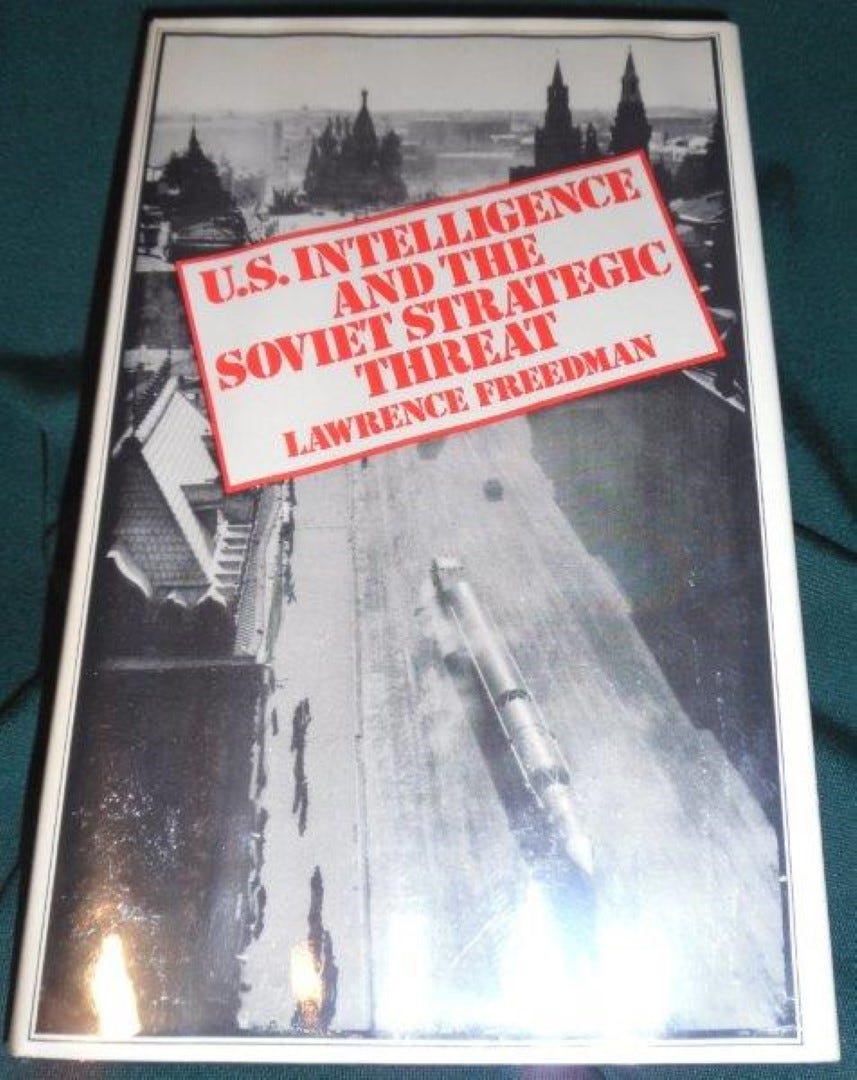 U.S. INTELLIGENCE
AND THE
SOVIET STRATEGIC
THREAT
LAWRENCE FREEDMAN